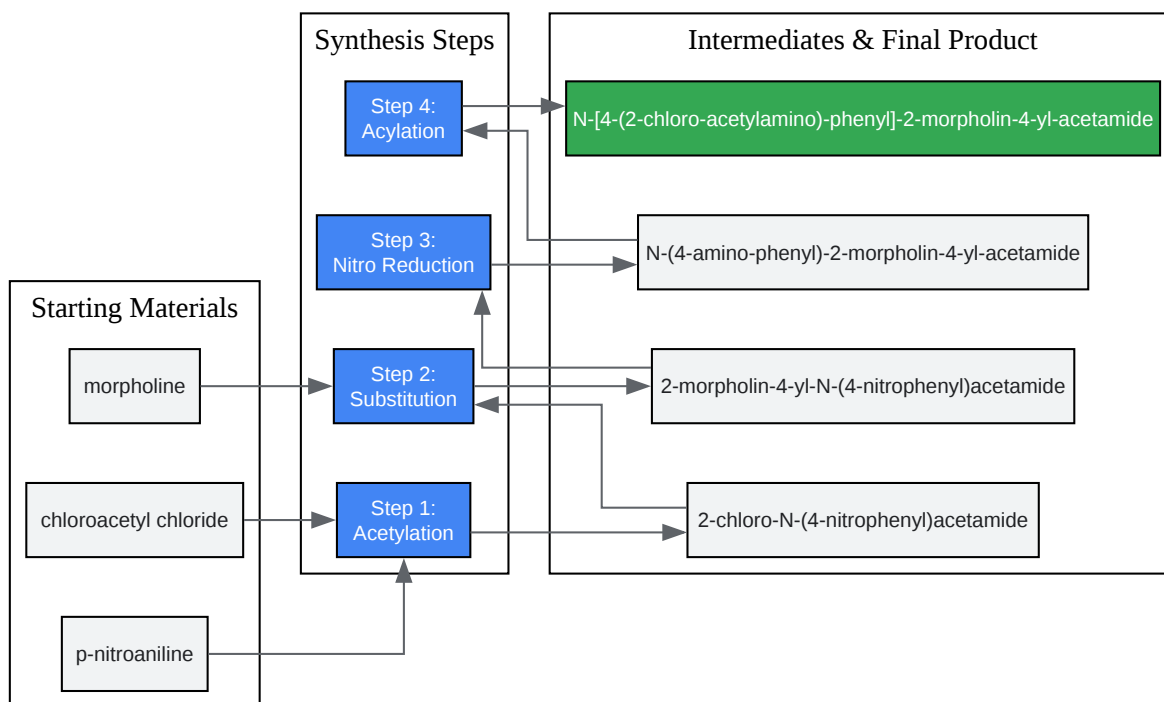 Synthesis Steps
Intermediates & Final Product
Step 4:
Acylation
N-[4-(2-chloro-acetylamino)-phenyl]-2-morpholin-4-yl-acetamide
Step 3:
Nitro Reduction
N-(4-amino-phenyl)-2-morpholin-4-yl-acetamide
Starting Materials
morpholine
Step 2:
Substitution
2-morpholin-4-yl-N-(4-nitrophenyl)acetamide
chloroacetyl chloride
Step 1:
Acetylation
2-chloro-N-(4-nitrophenyl)acetamide
p-nitroaniline